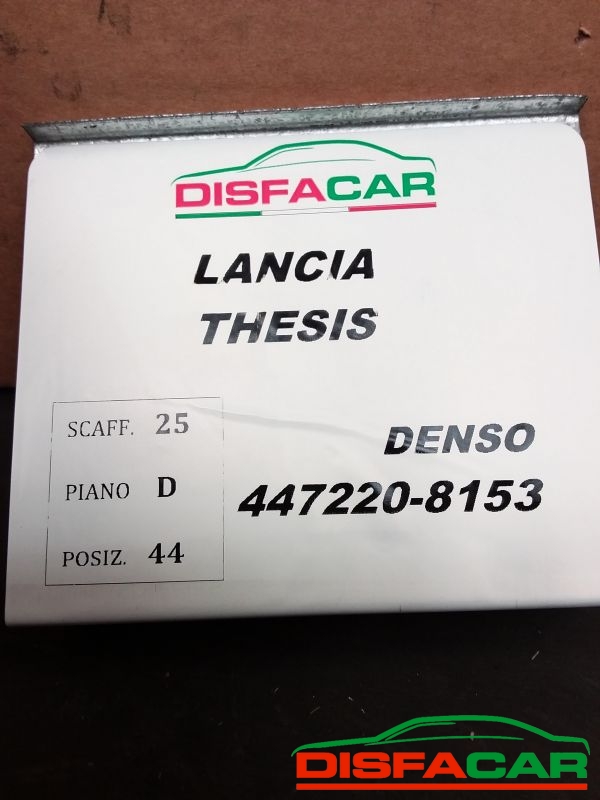 DISFACAR
LANCIA
THESIS
SCAFF. 25
PIANO D
POSIZ. 44
DENSO
447220-8153
DISFACAR